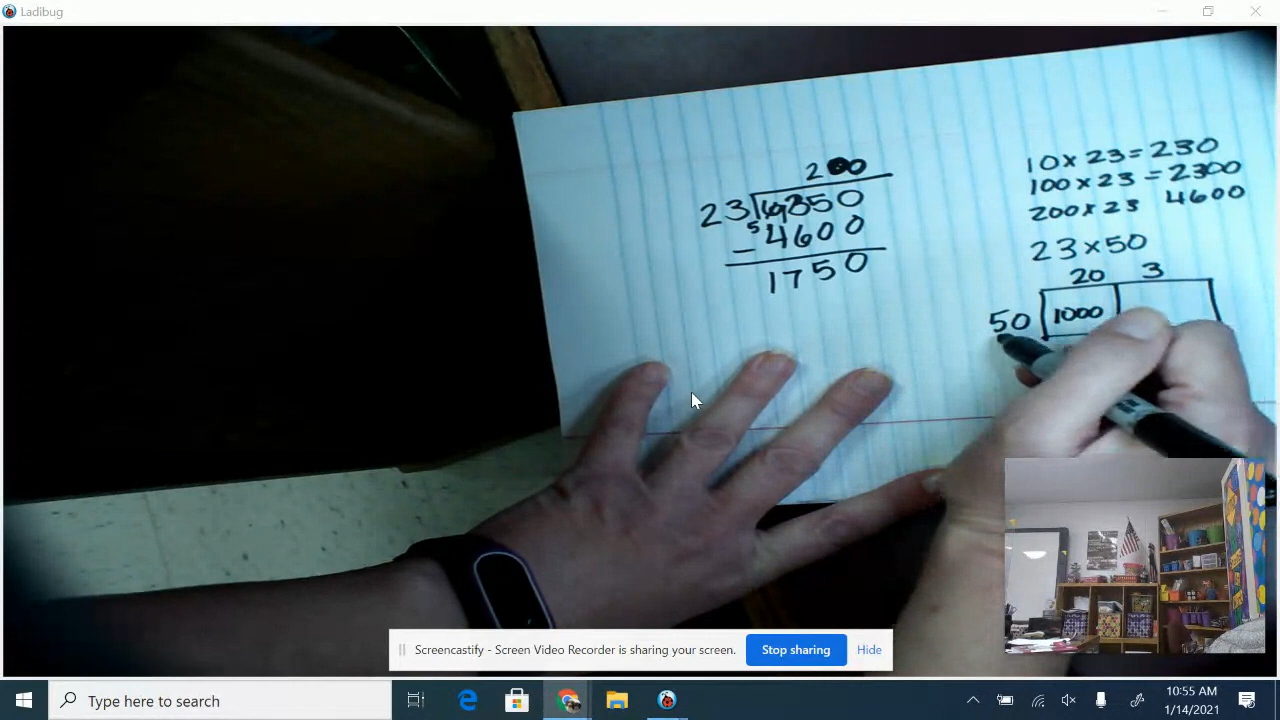 Ladibug
200
23 6350
5
- 4600
1750
10 x 23 = 230
100 x 23 = 2300
200 x 23 4600
23 x 50
20 3
50 1000
Screencastify - Screen Video Recorder is sharing your screen.
Stop sharing
Hide
Type here to search
10:55 AM
1/14/2021